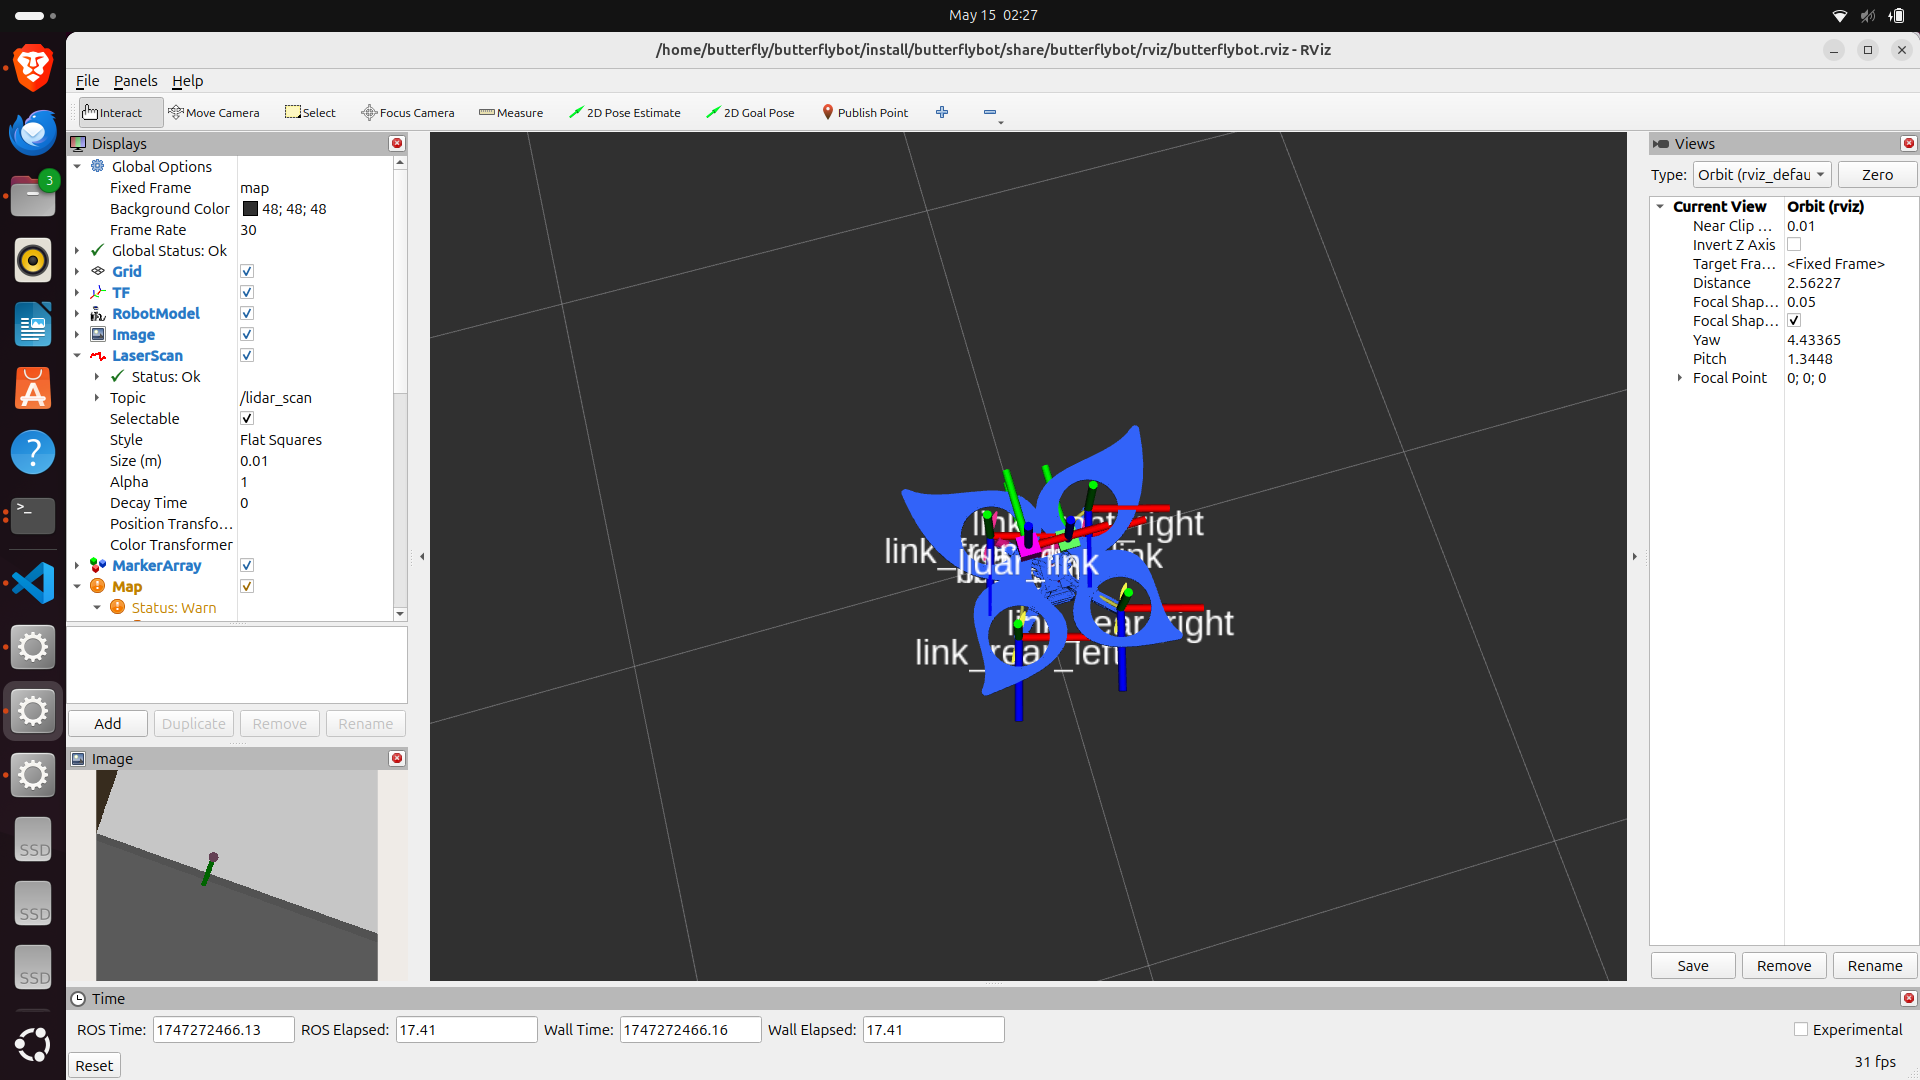 May 15 02:27
/home/butterfly/butterflybot/install/butterflybot/share/butterflybot/rviz/butterflybot.rviz - RViz
File Panels Help
Interact Move Camera Select Focus Camera Measure 2D Pose Estimate 2D Goal Pose Publish Point
Displays
Global Options
Fixed Frame map
Background Color 48; 48; 48
Frame Rate 30
Global Status: Ok
Grid
TF
RobotModel
Image
LaserScan
Status: Ok
Topic /lidar_scan
Selectable
Style Flat Squares
Size (m) 0.01
Alpha 1
Decay Time 0
Position Transfo...
Color Transformer
MarkerArray
Map
Status: Warn
Add Duplicate Remove Rename
Image
3
>_
?
SSD
SSD
SSD
lidar_link
link_rear_right
link_rear_left
Views
Type: Orbit (rviz_defau Zero
Current View Orbit (rviz)
Near Clip ... 0.01
Invert Z Axis
Target Fra... <Fixed Frame>
Distance 2.56227
Focal Shap... 0.05
Focal Shap...
Yaw 4.43365
Pitch 1.3448
Focal Point 0; 0; 0
Save Remove Rename
Time
ROS Time: 1747272466.13 ROS Elapsed: 17.41 Wall Time: 1747272466.16 Wall Elapsed: 17.41 Experimental
Reset 31 fps